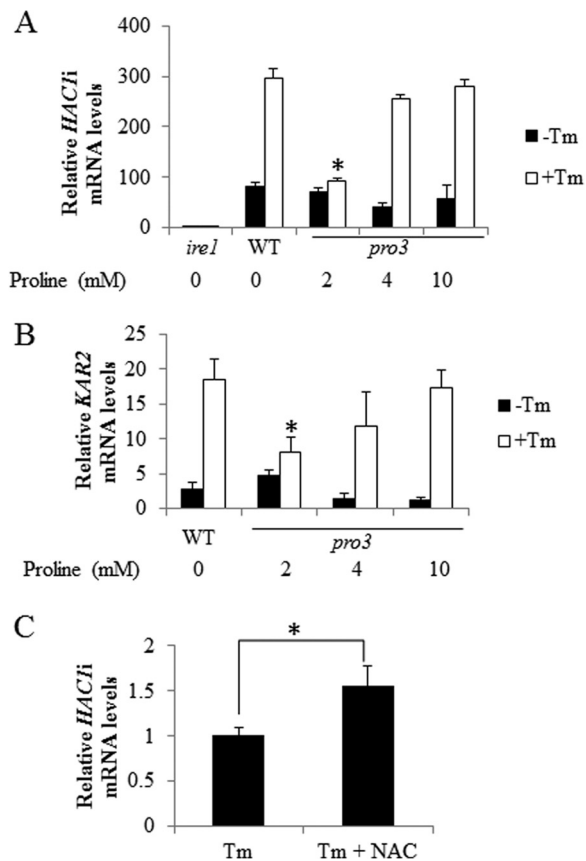 A
Relative HAC1i
mRNA levels
400
300
200
100
0
-Tm
+Tm
*
ire1 WT pro3
Proline (mM) 0 0 2 4 10
B
Relative KAR2
mRNA levels
25
20
15
10
5
0
-Tm
+Tm
*
WT pro3
Proline (mM) 0 2 4 10
C
Relative HAC1i
mRNA levels
2
1.5
1
0.5
0
*
Tm Tm + NAC